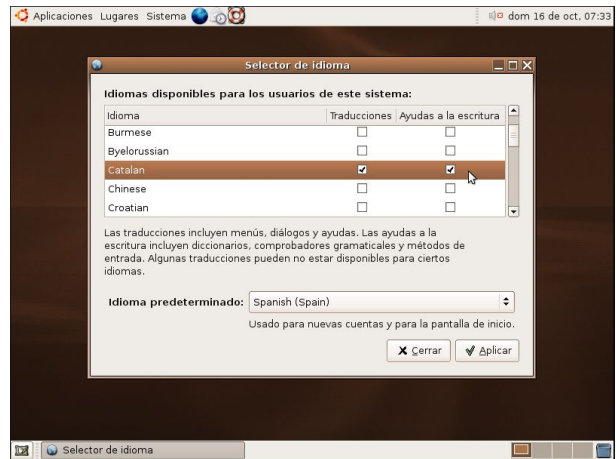 Aplicaciones Lugares Sistema dom 16 de oct, 07:33
Selector de idioma
Idiomas disponibles para los usuarios de este sistema:
Idioma Traducciones Ayudas a la escritura
Burmese
Byelorussian
Catalan
Chinese
Croatian
Las traducciones incluyen menús, diálogos y ayudas. Las ayudas a la
escritura incluyen diccionarios, comprobadores gramaticales y métodos de
entrada. Algunas traducciones pueden no estar disponibles para ciertos
idiomas.
Idioma predeterminado: Spanish (Spain)
Usado para nuevas cuentas y para la pantalla de inicio.
Cerrar Aplicar
Selector de idioma